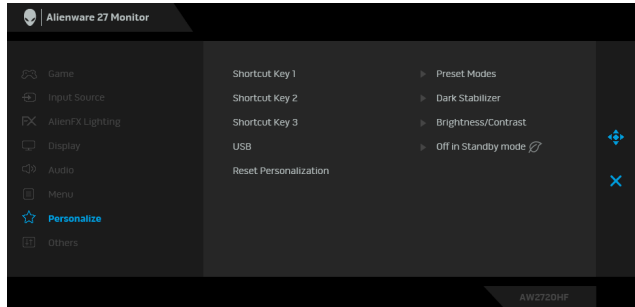 Alienware 27 Monitor
Game
Input Source
AlienFX Lighting
Display
Audio
Menu
Personalize
Others
Shortcut Key 1 Preset Modes
Shortcut Key 2 Dark Stabilizer
Shortcut Key 3 Brightness/Contrast
USB Off in Standby mode
Reset Personalization
AW2720HF